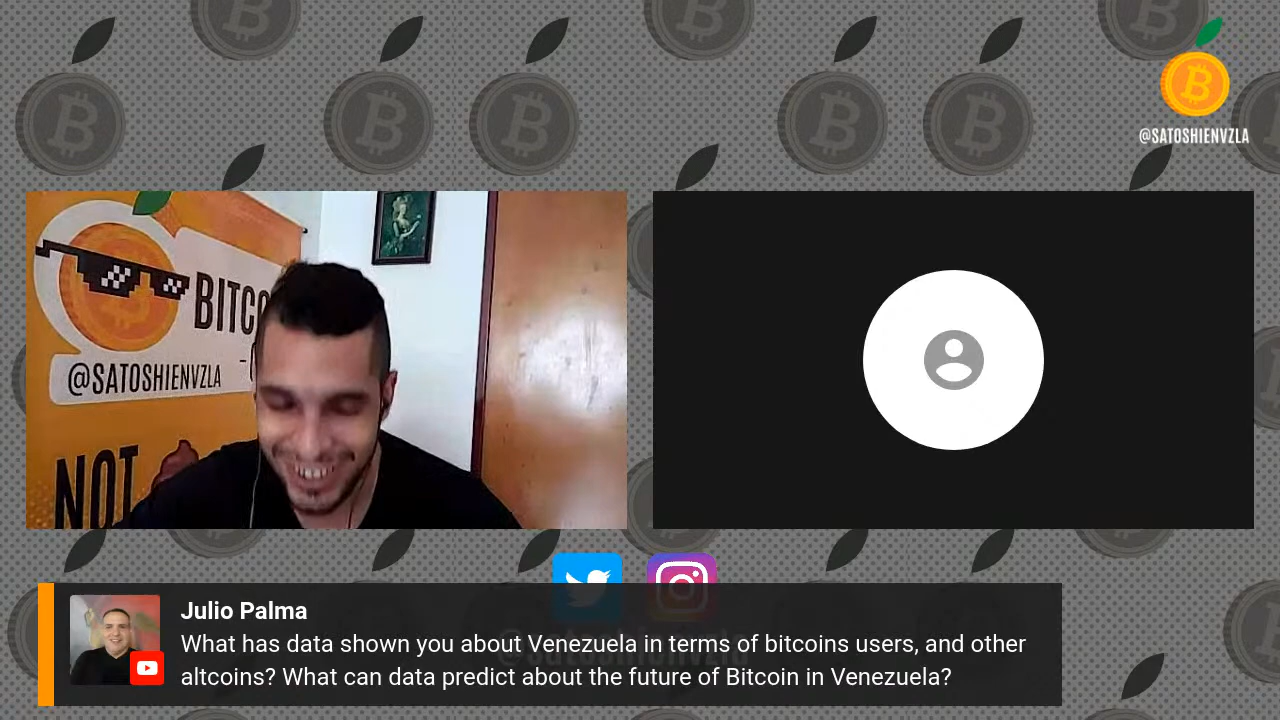 @SATOSHIENVZLA
BITCO
@SATOSHIENVZLA
NOT
Julio Palma
What has data shown you about Venezuela in terms of bitcoins users, and other
altcoins? What can data predict about the future of Bitcoin in Venezuela?